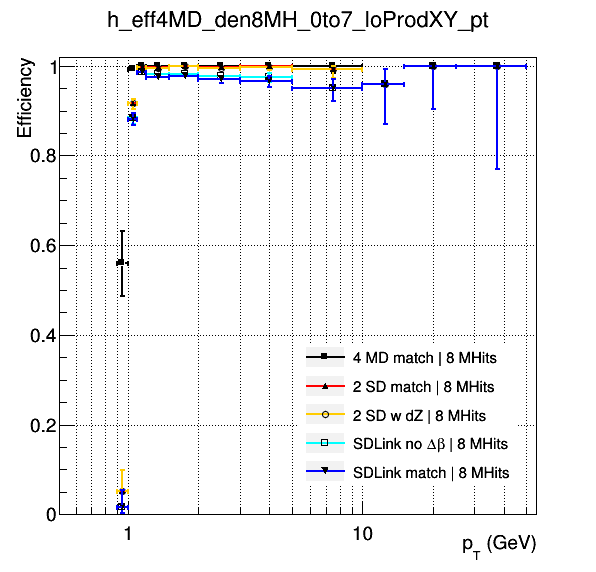 h_eff4MD_den8MH_0to7_loProdXY_pt
Efficiency
1
0.8
0.6
0.4
0.2
0
4 MD match | 8 MHits
2 SD match | 8 MHits
2 SD w dZ | 8 MHits
SDLink no Δβ | 8 MHits
SDLink match | 8 MHits
1
10
p_T (GeV)